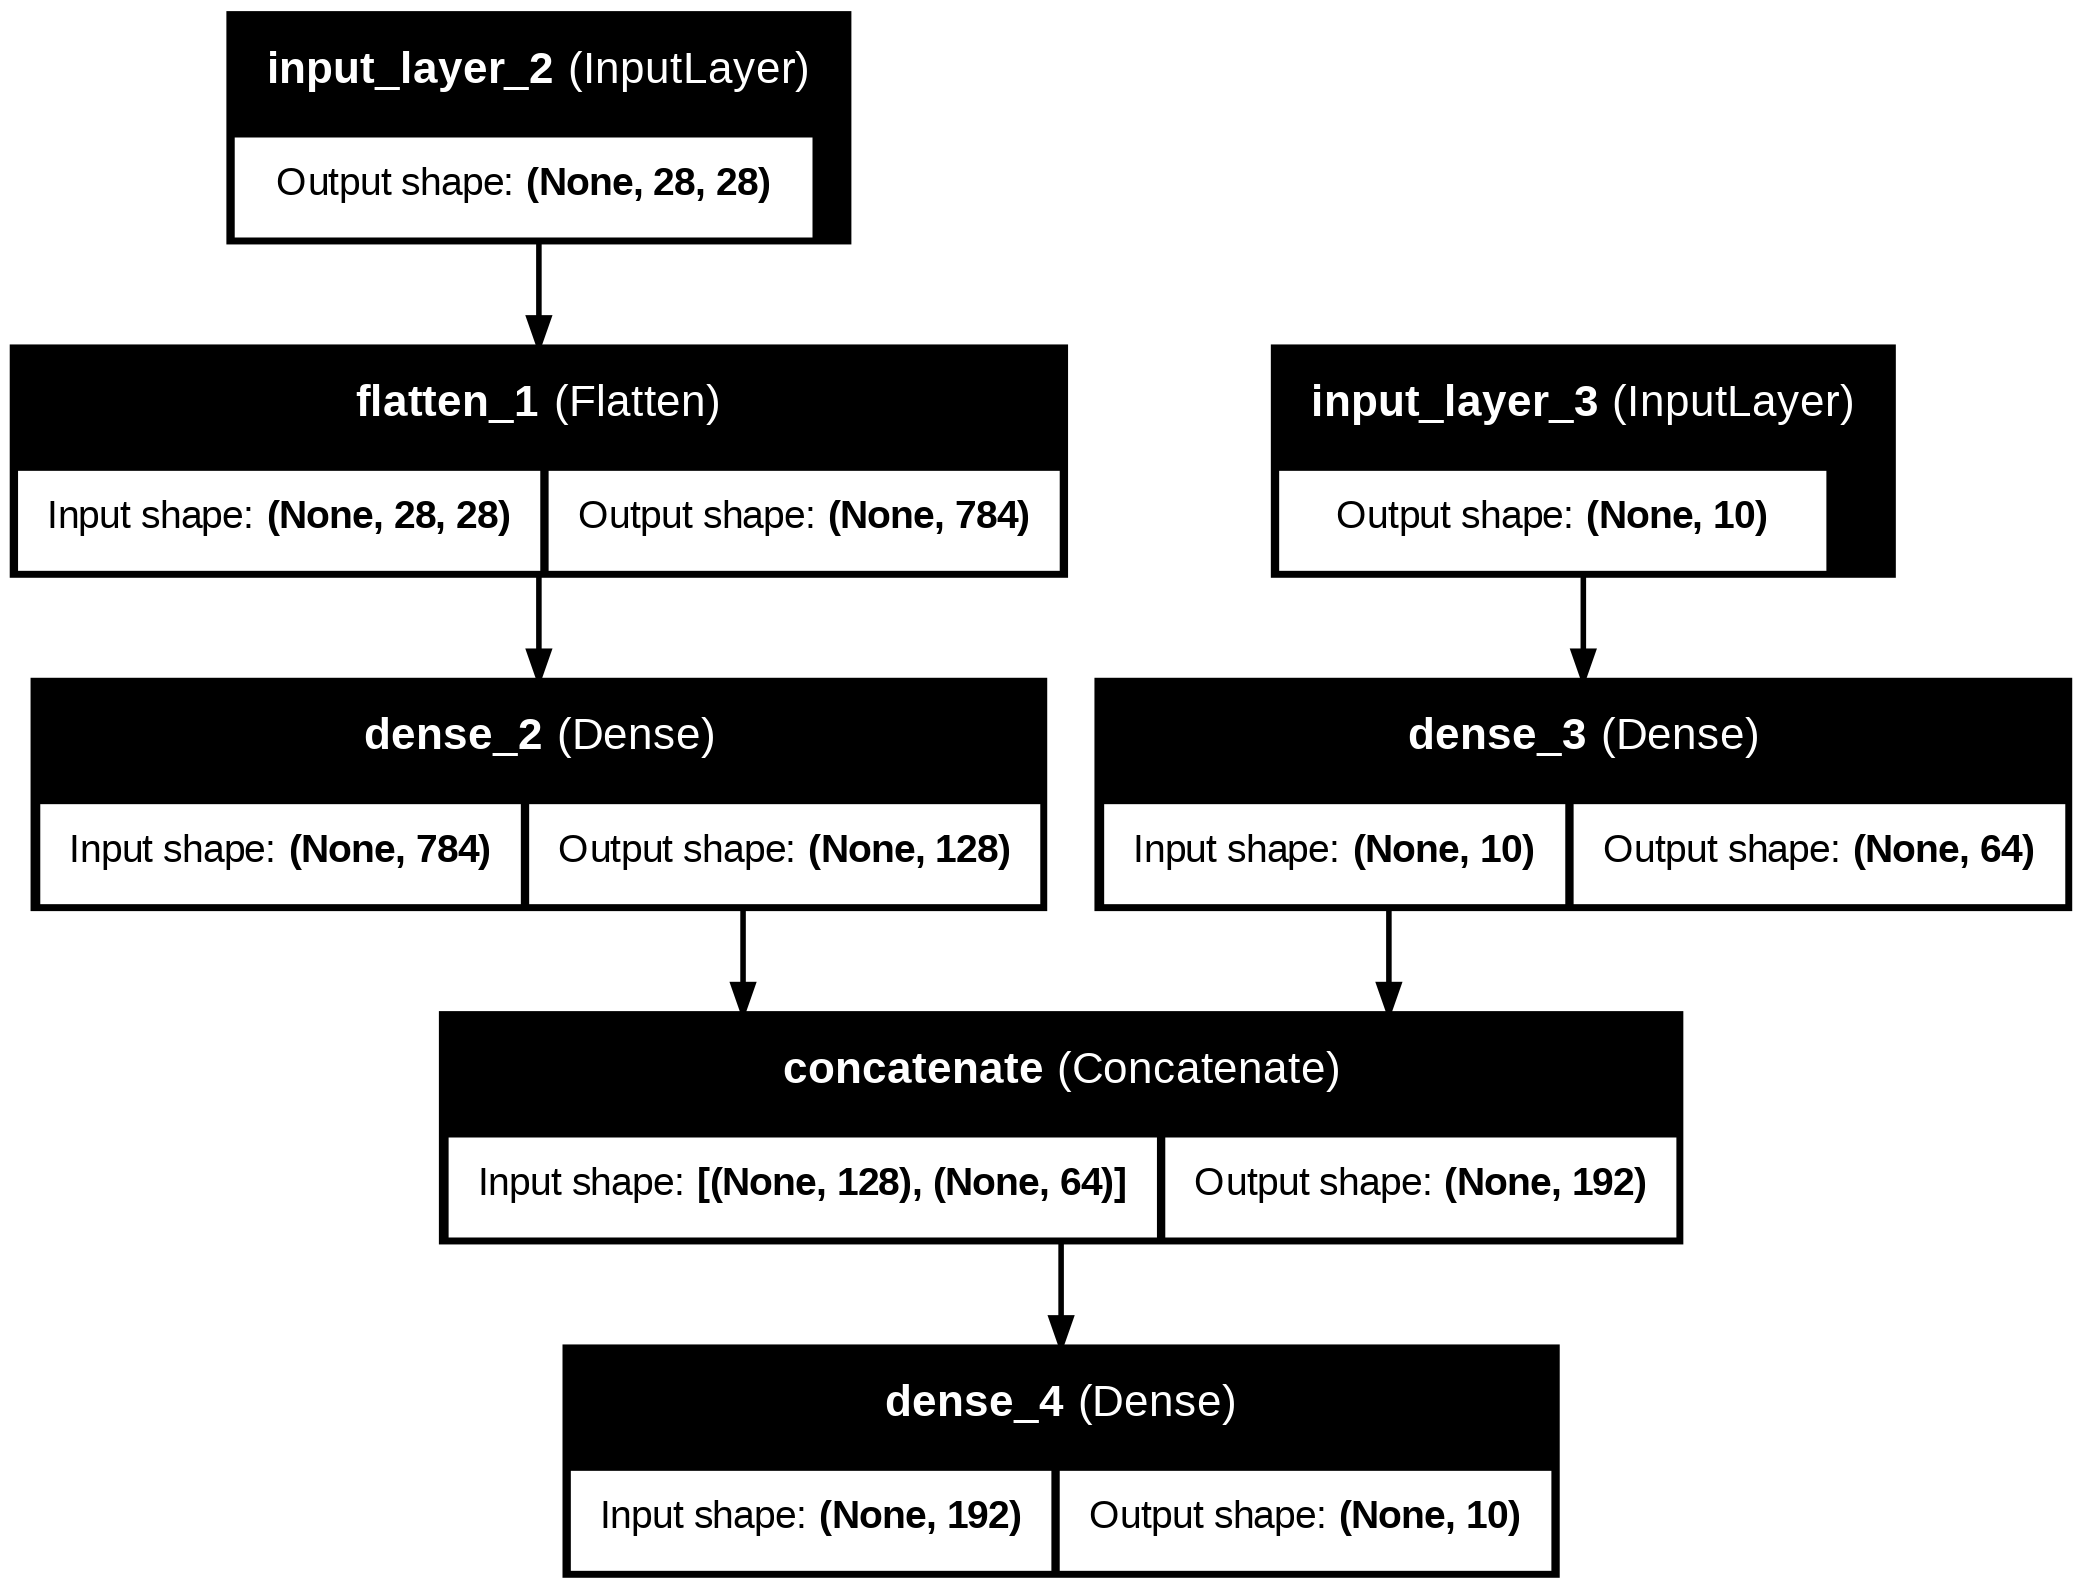 input_layer_2 (InputLayer)
Output shape: (None, 28, 28)
flatten_1 (Flatten)
Input shape: (None, 28, 28)
Output shape: (None, 784)
input_layer_3 (InputLayer)
Output shape: (None, 10)
dense_2 (Dense)
Input shape: (None, 784)
Output shape: (None, 128)
dense_3 (Dense)
Input shape: (None, 10)
Output shape: (None, 64)
concatenate (Concatenate)
Input shape: [(None, 128), (None, 64)]
Output shape: (None, 192)
dense_4 (Dense)
Input shape: (None, 192)
Output shape: (None, 10)